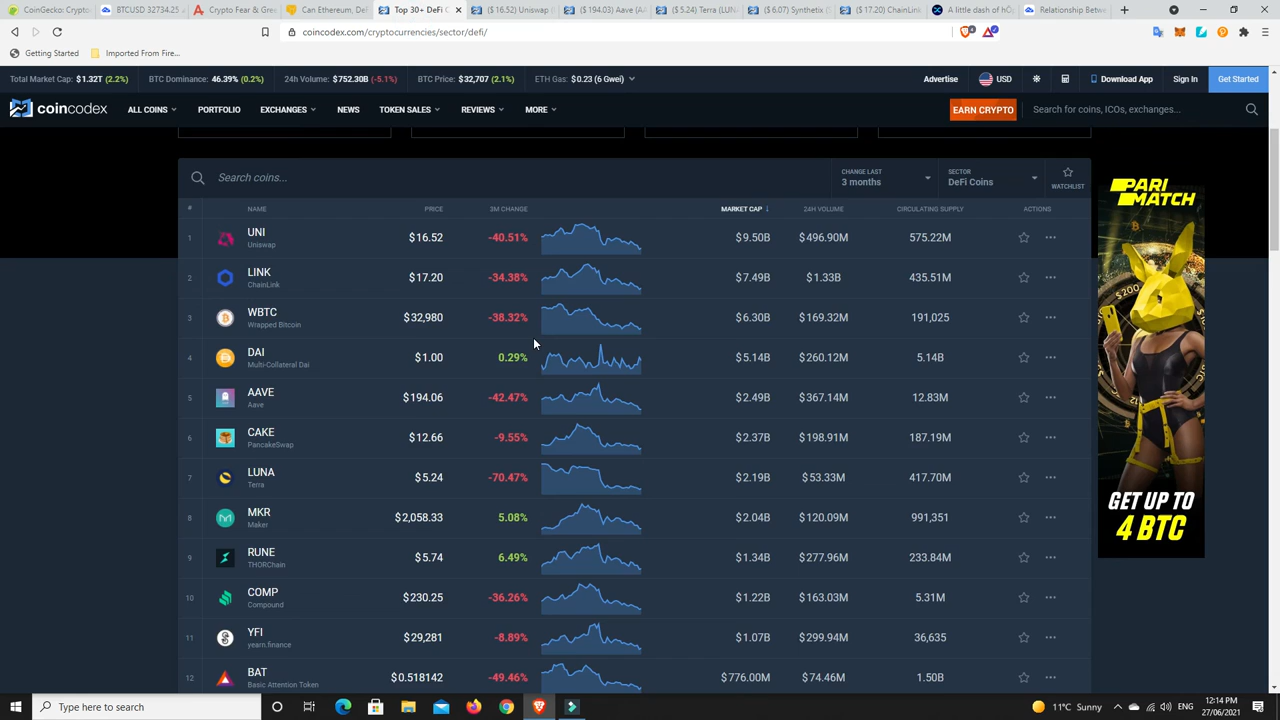 CoinGecko: Crypto
BTCUSD 32734.25
Crypto Fear & Gre
Can Ethereum, De
Top 30+ DeFi C
($16.52) Uniswap (
($194.03) Aave (AA
($5.24) Terra (LUNA
($6.07) Synthetix (S
($17.20) ChainLink
A little dash of hO
Relationship Betw
coincodex.com/cryptocurrencies/sector/defi/
Getting Started
Imported From Fire...
Total Market Cap: $1.32T (2.2%)
BTC Dominance: 46.39% (0.2%)
24h Volume: $752.30B (-5.1%)
BTC Price: $32,707 (2.1%)
ETH Gas: $0.23 (6 Gwei)
Advertise
USD
Download App
Sign In
Get Started
coincodex
ALL COINS
PORTFOLIO
EXCHANGES
NEWS
TOKEN SALES
REVIEWS
MORE
EARN CRYPTO
Search for coins, ICOs, exchanges...
Search coins...
CHANGE LAST
3 months
SECTOR
DeFi Coins
WATCHLIST
# NAME PRICE 3M CHANGE MARKET CAP ↓ 24H VOLUME CIRCULATING SUPPLY ACTIONS
1 UNI $16.52 -40.51% $9.50B $496.90M 575.22M
Uniswap
2 LINK $17.20 -34.38% $7.49B $1.33B 435.51M
ChainLink
3 WBTC $32,980 -38.32% $6.30B $169.32M 191,025
Wrapped Bitcoin
4 DAI $1.00 0.29% $5.14B $260.12M 5.14B
Multi-Collateral Dai
5 AAVE $194.06 -42.47% $2.49B $367.14M 12.83M
Aave
6 CAKE $12.66 -9.55% $2.37B $198.91M 187.19M
PancakeSwap
7 LUNA $5.24 -70.47% $2.19B $53.33M 417.70M
Terra
8 MKR $2,058.33 5.08% $2.04B $120.09M 991,351
Maker
9 RUNE $5.74 6.49% $1.34B $277.96M 233.84M
THORChain
10 COMP $230.25 -36.26% $1.22B $163.03M 5.31M
Compound
11 YFI $29,281 -8.89% $1.07B $299.94M 36,635
yearn.finance
12 BAT $0.518142 -49.46% $776.00M $74.46M 1.50B
Basic Attention Token
PARI
MATCH
$200
GET UP TO
4 BTC
Type here to search
11°C Sunny
ENG
12:14 PM
27/06/2021